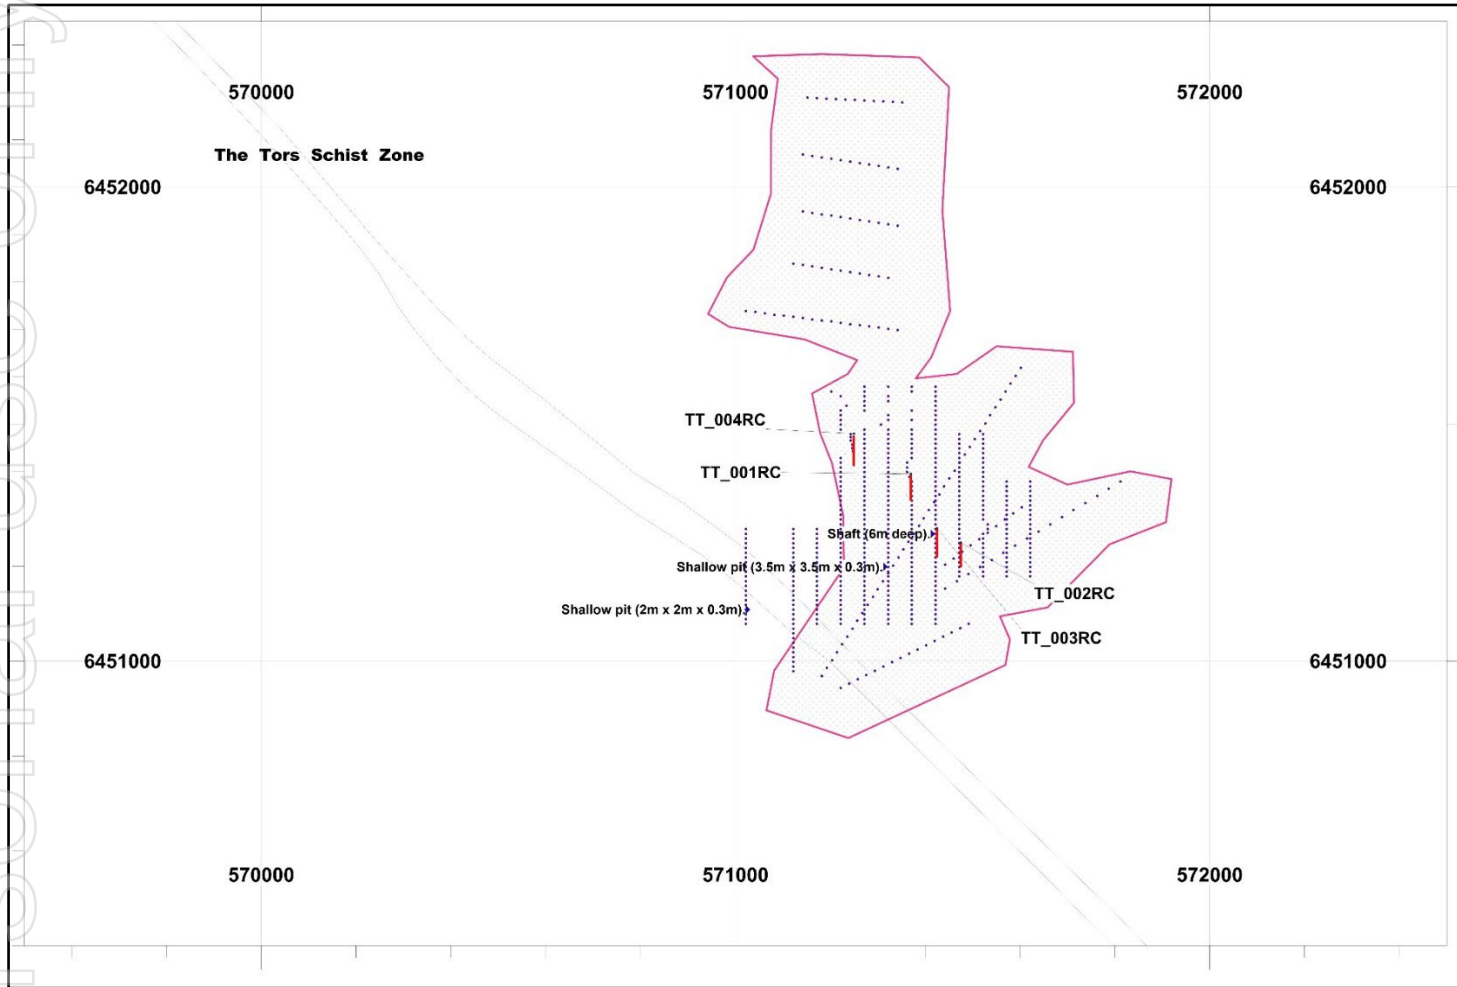 570000
571000
572000
The Tors Schist Zone
6452000
6452000
TT_004RC
TT_001RC
Shaft (6m deep)
Shallow pit (3.5m x 3.5m x 0.3m)
TT_002RC
Shallow pit (2m x 2m x 0.3m)
TT_003RC
6451000
6451000
570000
571000
572000